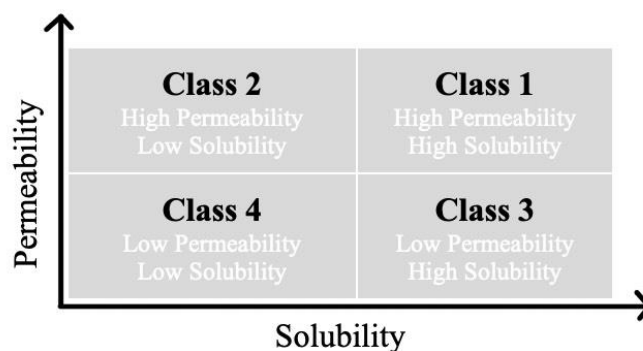 Permeability
Class 2
High Permeability
Low Solubility
Class 1
High Permeability
High Solubility
Class 4
Low Permeability
Low Solubility
Class 3
Low Permeability
High Solubility
Solubility